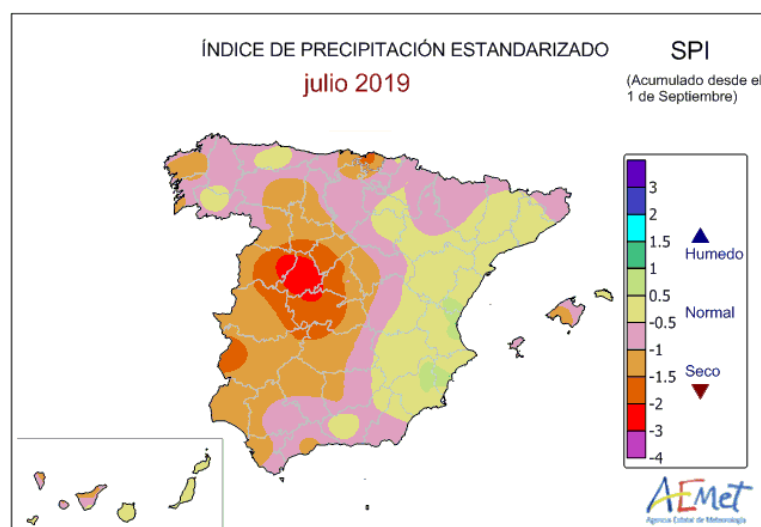 ÍNDICE DE PRECIPITACIÓN ESTANDARIZADO
SPI
julio 2019
(Acumulado desde el
1 de Septiembre)
3
2
1.5
1
0.5
-0.5
-1
-1.5
-2
-3
-4
Humedo
Normal
Seco
AEMet
Agencia Estatal de Meteorología